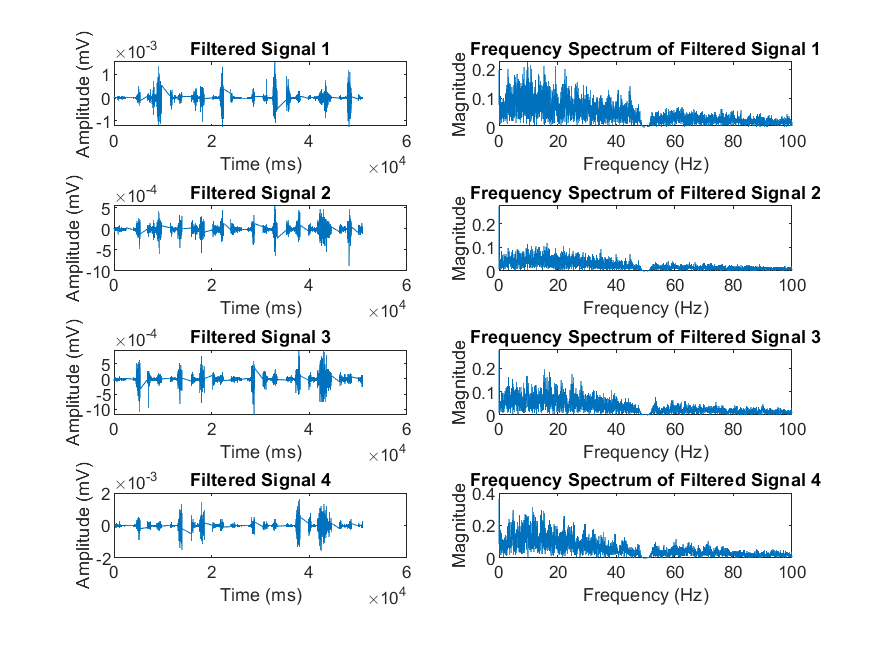 Filtered Signal 1
×10⁻³
Amplitude (mV)
1
0
-1
0 2 4 6
Time (ms)
×10⁴
Frequency Spectrum of Filtered Signal 1
Magnitude
0.2
0.1
0
0 20 40 60 80 100
Frequency (Hz)
Filtered Signal 2
×10⁻⁴
Amplitude (mV)
5
0
-5
-10
0 2 4 6
Time (ms)
×10⁴
Frequency Spectrum of Filtered Signal 2
Magnitude
0.2
0.1
0
0 20 40 60 80 100
Frequency (Hz)
Filtered Signal 3
×10⁻⁴
Amplitude (mV)
5
0
-5
-10
0 2 4 6
Time (ms)
×10⁴
Frequency Spectrum of Filtered Signal 3
Magnitude
0.2
0.1
0
0 20 40 60 80 100
Frequency (Hz)
Filtered Signal 4
×10⁻³
Amplitude (mV)
2
0
-2
0 2 4 6
Time (ms)
×10⁴
Frequency Spectrum of Filtered Signal 4
Magnitude
0.4
0.2
0
0 20 40 60 80 100
Frequency (Hz)